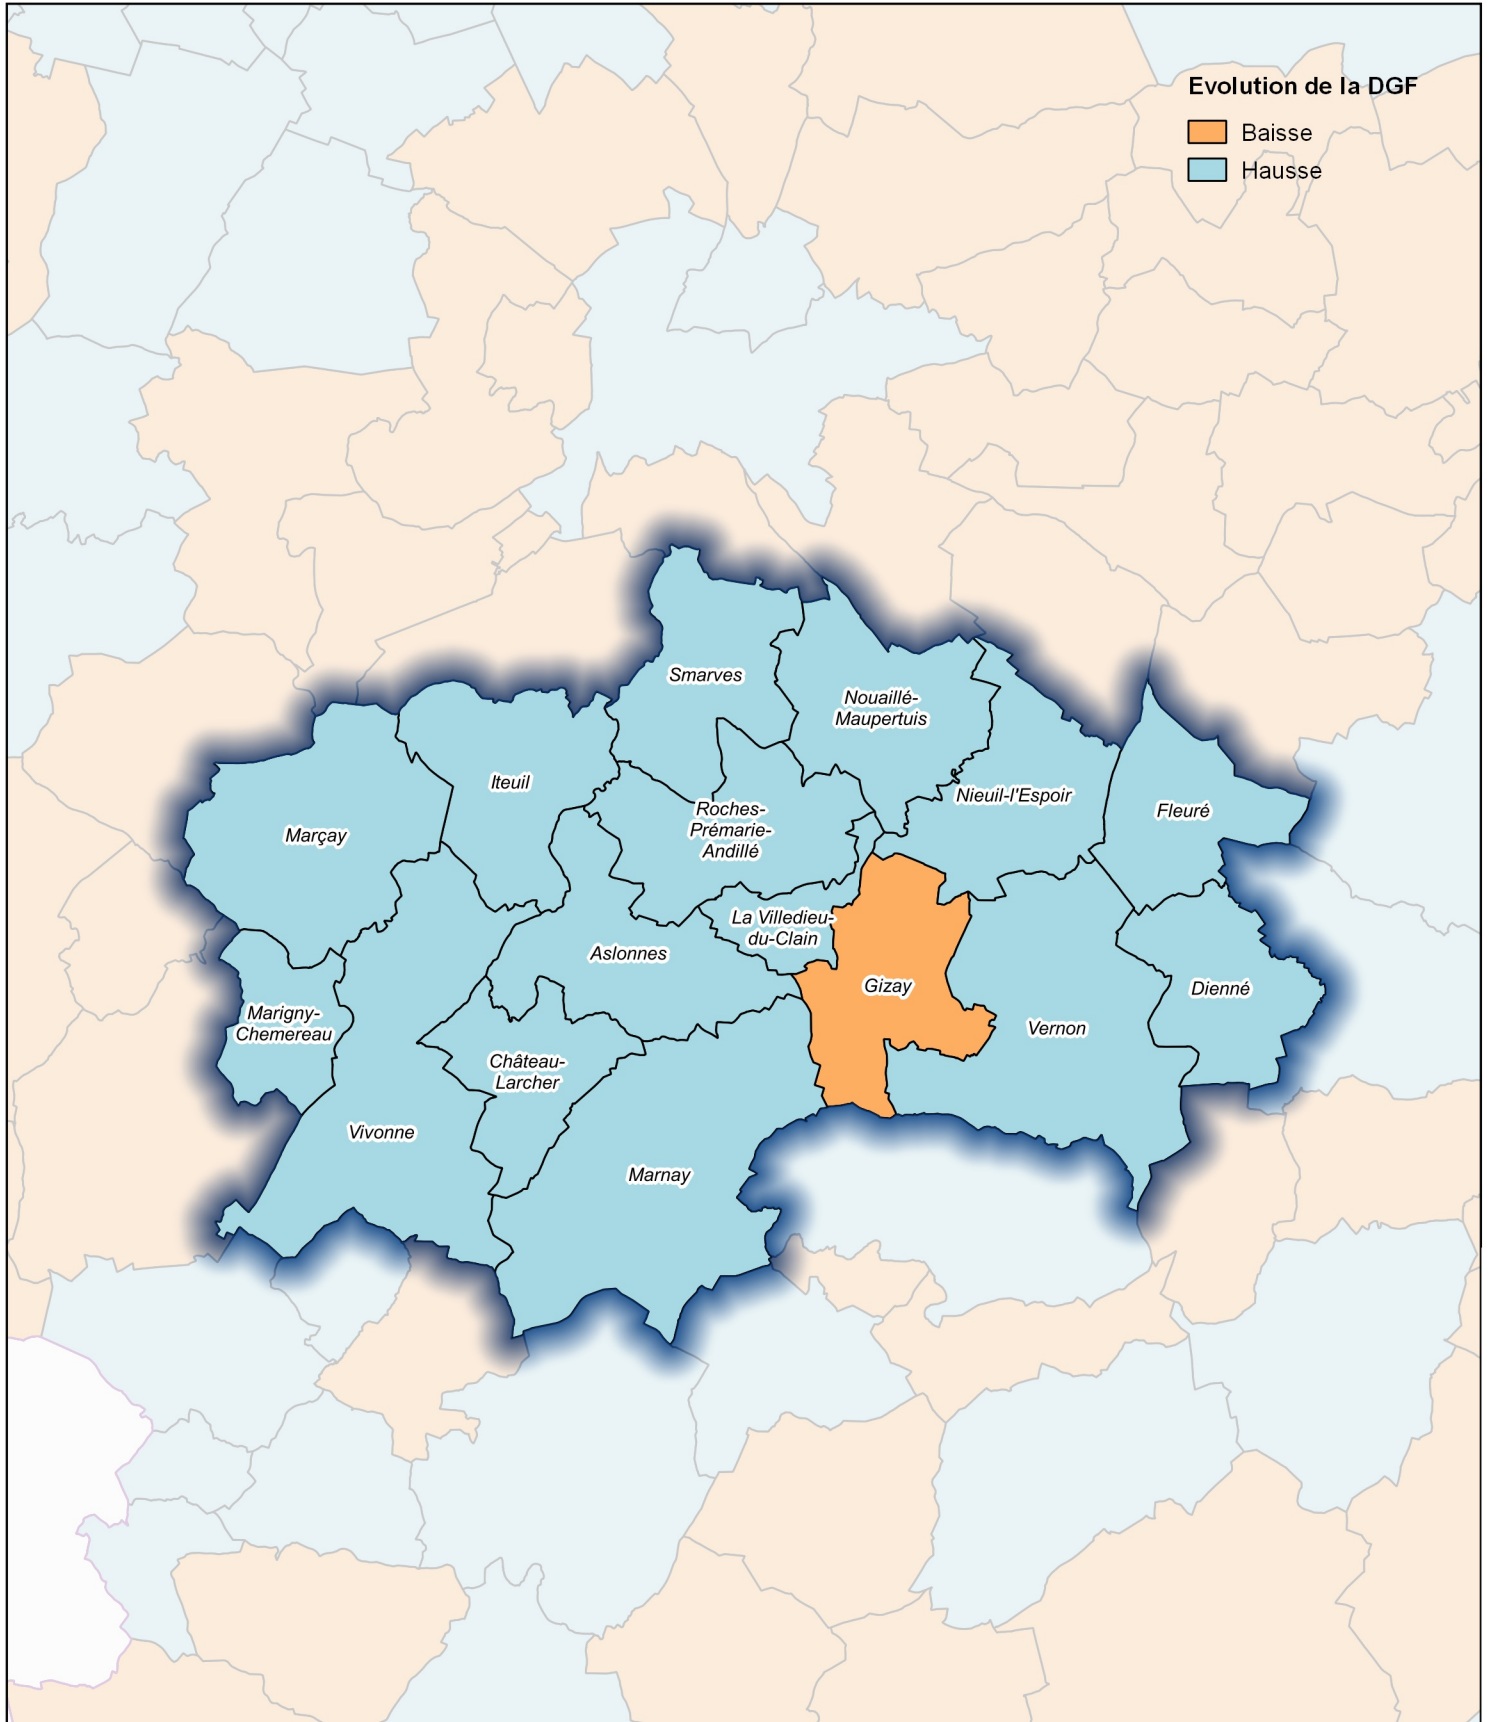 Evolution de la DGF
Baisse
Hausse
Smarves
Nouaillé-
Maupertuis
Iteuil
Nieuil-l'Espoir
Fleuré
Marçay
Roches-
Prémarie-
Andillé
La Villedieu-
du-Clain
Aslonnes
Gizay
Dienné
Marigny-
Chemereau
Vernon
Château-
Larcher
Vivonne
Marnay